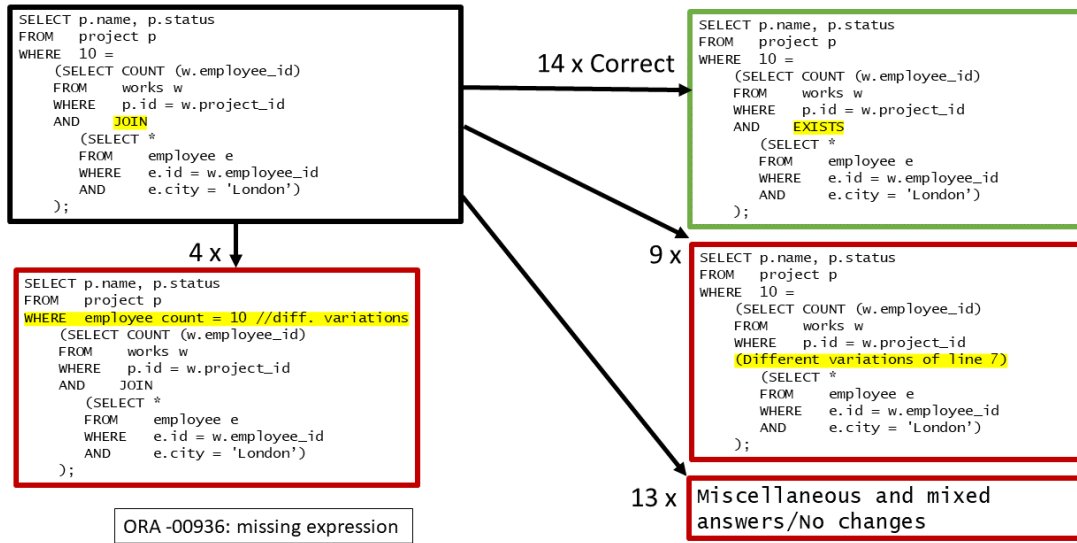 SELECT p.name, p.status
FROM project p
WHERE 10 =
(SELECT COUNT (w.employee_id)
FROM works w
WHERE p.id = w.project_id
AND JOIN
(SELECT *
FROM employee e
WHERE e.id = w.employee_id
AND e.city = 'London’)
);
14 x Correct
SELECT p.name, p.status
FROM project p
WHERE 10 =
(SELECT COUNT (w.employee_id)
FROM works w
WHERE p.id = w.project_id
AND EXISTS
(SELECT *
FROM employee e
WHERE e.id = w.employee_id
AND e.city = 'London’)
);
4 x
SELECT p.name, p.status
FROM project p
WHERE employee count = 10 //diff. variations
(SELECT COUNT (w.employee_id)
FROM works w
WHERE p.id = w.project_id
AND JOIN
(SELECT *
FROM employee e
WHERE e.id = w.employee_id
AND e.city = 'London’)
);
9 x
SELECT p.name, p.status
FROM project p
WHERE 10 =
(SELECT COUNT (w.employee_id)
FROM works w
WHERE p.id = w.project_id
(Different variations of line 7)
(SELECT *
FROM employee e
WHERE e.id = w.employee_id
AND e.city = 'London’)
);
13 x
Miscellaneous and mixed
answers/No changes
ORA -00936: missing expression